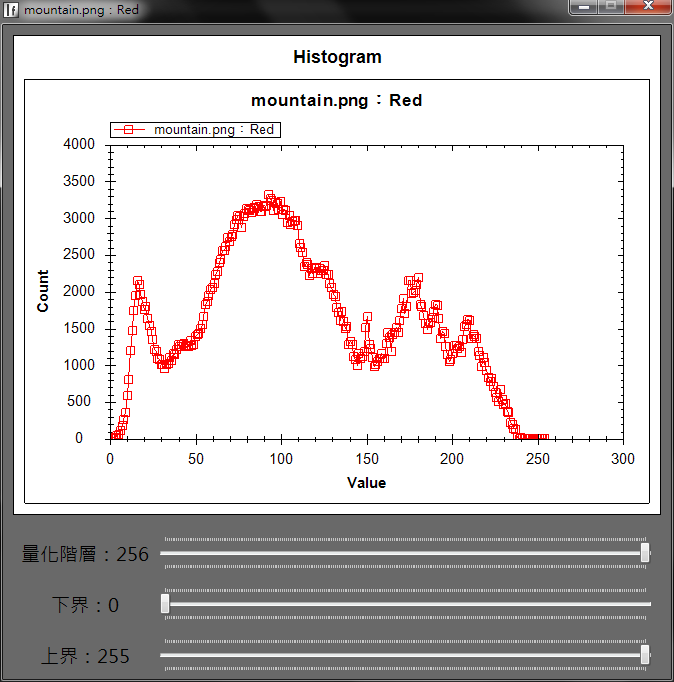 mountain.png : Red
Histogram
mountain.png : Red
mountain.png : Red
4000
3500
3000
2500
2000
1500
1000
500
0
Count
0 50 100 150 200 250 300
Value
量化階層 : 256
下界 : 0
上界 : 255